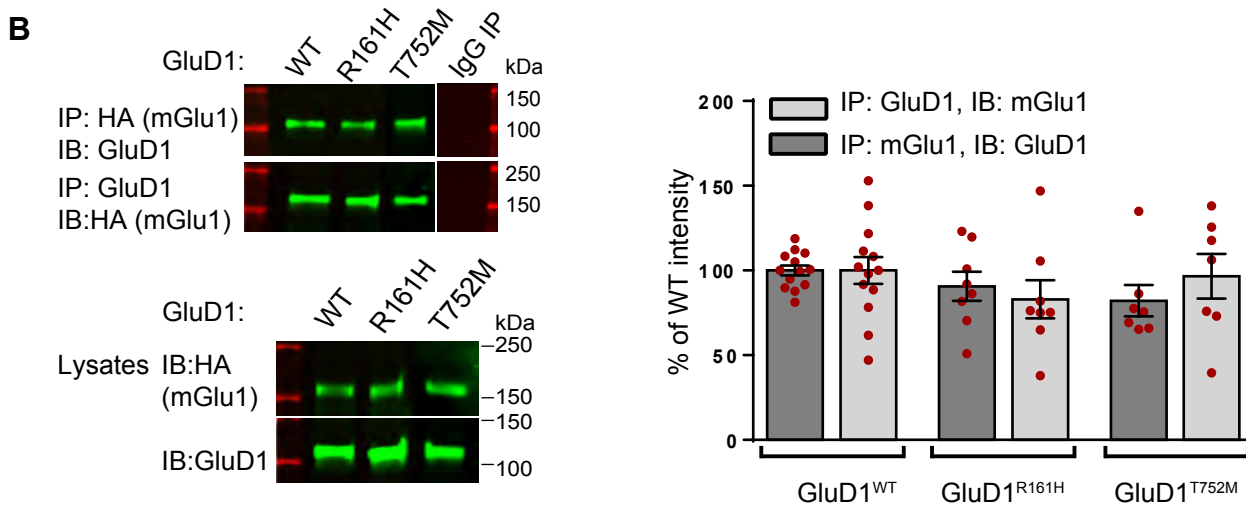 B
GluD1: WT R161H T752M IgG IP kDa
IP: HA (mGlu1)
IB: GluD1
150
100
IP: GluD1
IB:HA (mGlu1)
250
150
GluD1: WT R161H T752M kDa
Lysates IB:HA
(mGlu1)
–250
–150
IB:GluD1
–150
–100
% of WT intensity
200
150
100
50
0
IP: GluD1, IB: mGlu1
IP: mGlu1, IB: GluD1
GluD1WT GluD1R161H GluD1T752M